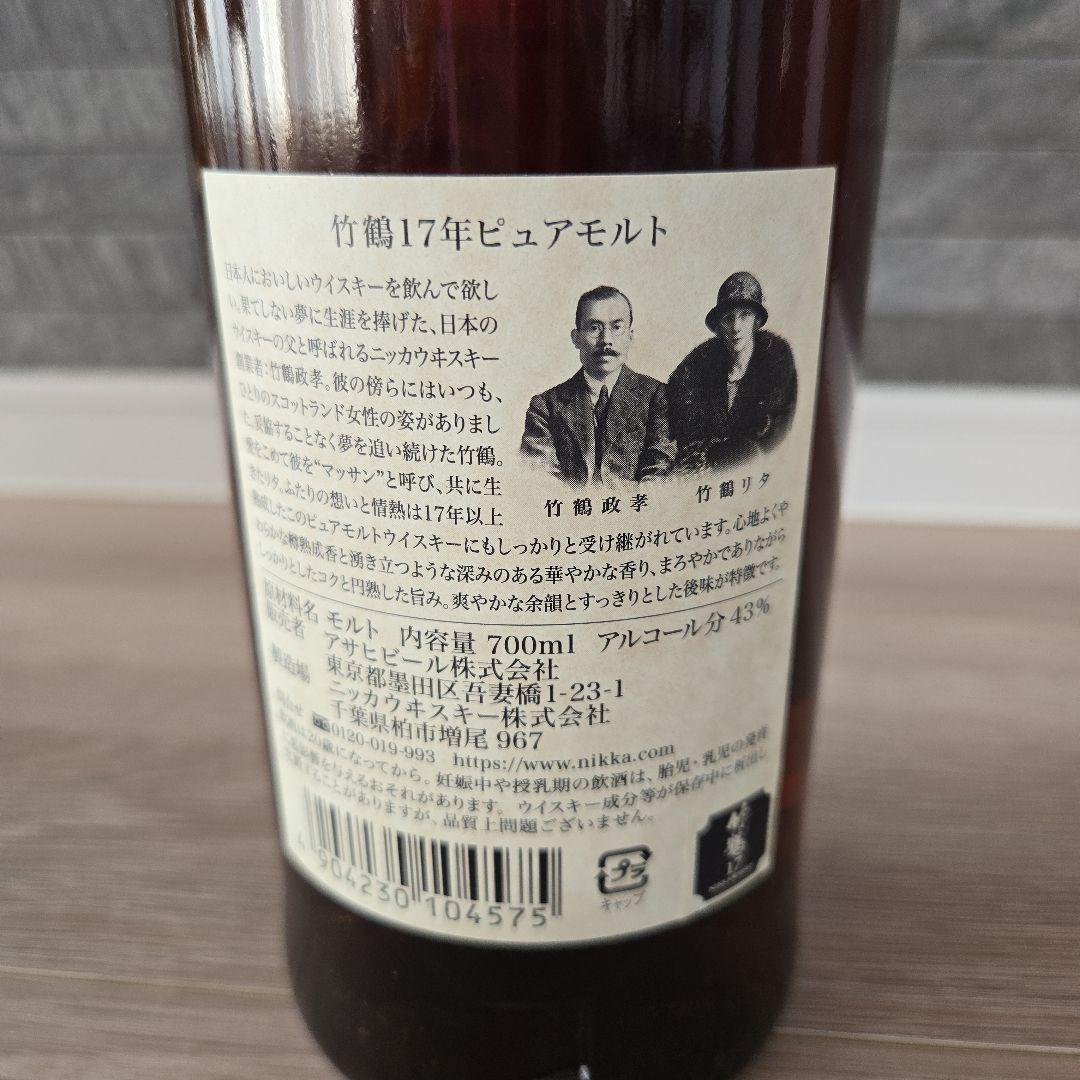 竹鶴17年ピュアモルト
日本人においしいウイスキーを飲んで欲し
い。果てしない夢に生涯を捧げた、日本の
ウイスキーの父と呼ばれるニッカウヰスキー
創業者:竹鶴政孝。彼の傍らにはいつも、
ひとりのスコットランド女性の姿がありまし
た。妥協することなく夢を追い続けた竹鶴。
愛をこめて彼を“マッサン”と呼び、共に生
きたリタ。ふたりの想いと情熱は17年以上
熟成したこのピュアモルトウイスキーにもしっかりと受け継がれています。心地よくや
わらかな樽熟成香と湧き立つような深みのある華やかな香り、まろやかでありながら
しっかりとしたコクと円熟した旨み。爽やかな余韻とすっきりとした後味が特徴です。
竹鶴政孝
竹鶴リタ
原材料名 モルト 内容量 700ml アルコール分 43%
販売者 アサヒビール株式会社
東京都墨田区吾妻橋1-23-1
製造場 ニッカウヰスキー株式会社
千葉県柏市増尾 967
0120-019-993 https://www.nikka.com
飲酒は20歳になってから。妊娠中や授乳期の飲酒は、胎児・乳児の発育
に悪影響を与えるおそれがあります。ウイスキー成分等が保存中に析出し
沈殿することがありますが、品質上問題ございません。
4 904230 104575
プラ
キャップ